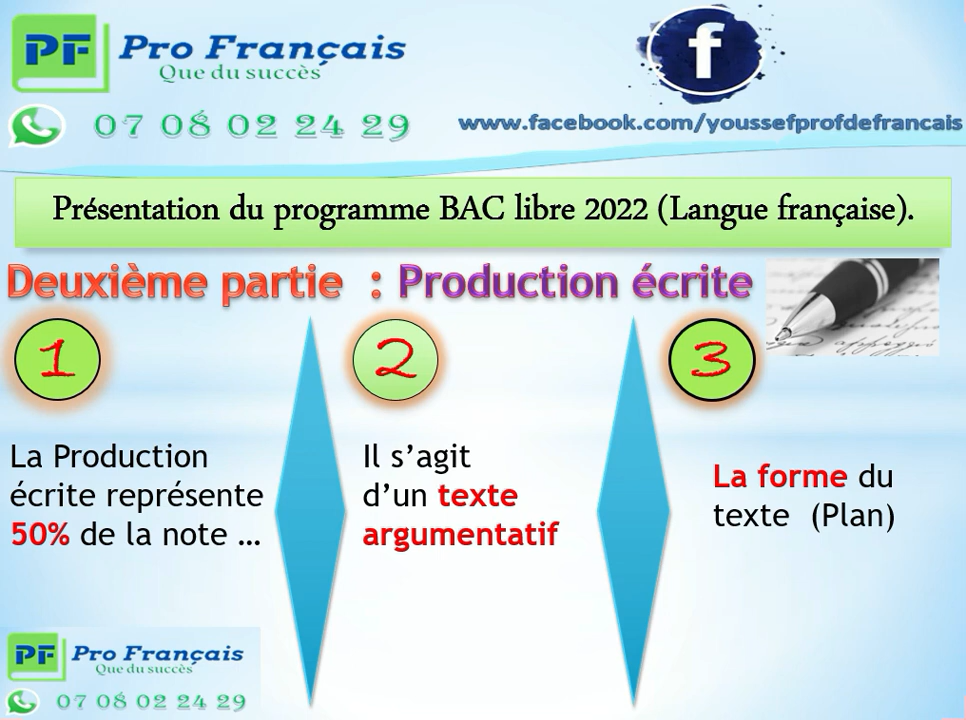 PF Pro Français
Que du succès
07 08 02 24 29
f
www.facebook.com/youssefprofdefrancais
Présentation du programme BAC libre 2022 (Langue française).
Deuxième partie : Production écrite
1
La Production
écrite représente
50% de la note ...
2
Il s’agit
d’un texte
argumentatif
3
La forme du
texte (Plan)
PF Pro Français
Que du succès
07 08 02 24 29